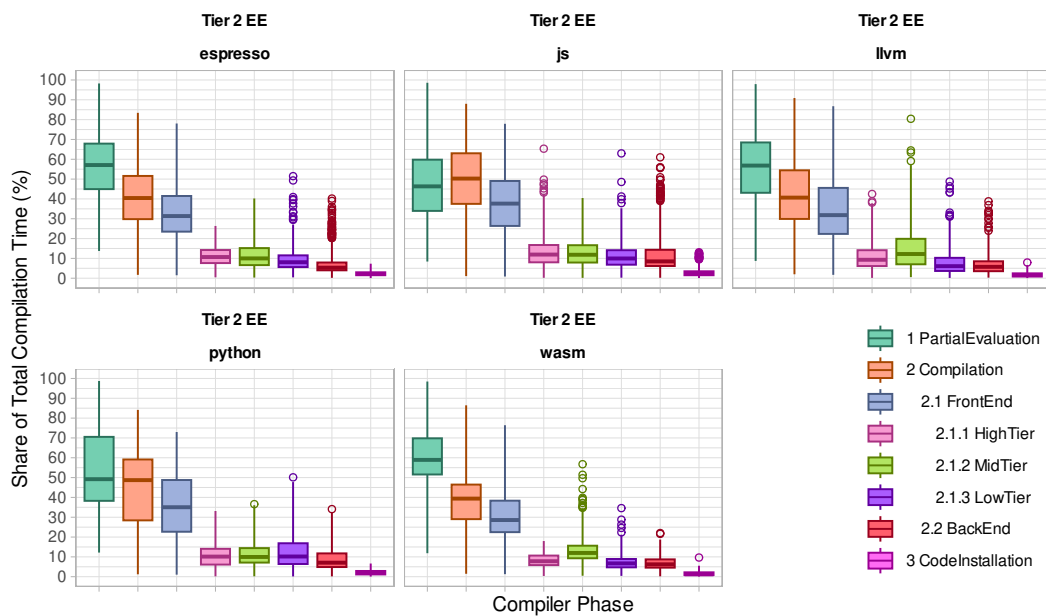 Tier 2 EE
espresso
Tier 2 EE
js
Tier 2 EE
llvm
100
90
80
70
60
50
40
30
20
10
0
Share of Total Compilation Time (%)
Tier 2 EE
python
Tier 2 EE
wasm
100
90
80
70
60
50
40
30
20
10
0
Compiler Phase
1 PartialEvaluation
2 Compilation
2.1 FrontEnd
2.1.1 HighTier
2.1.2 MidTier
2.1.3 LowTier
2.2 BackEnd
3 CodeInstallation